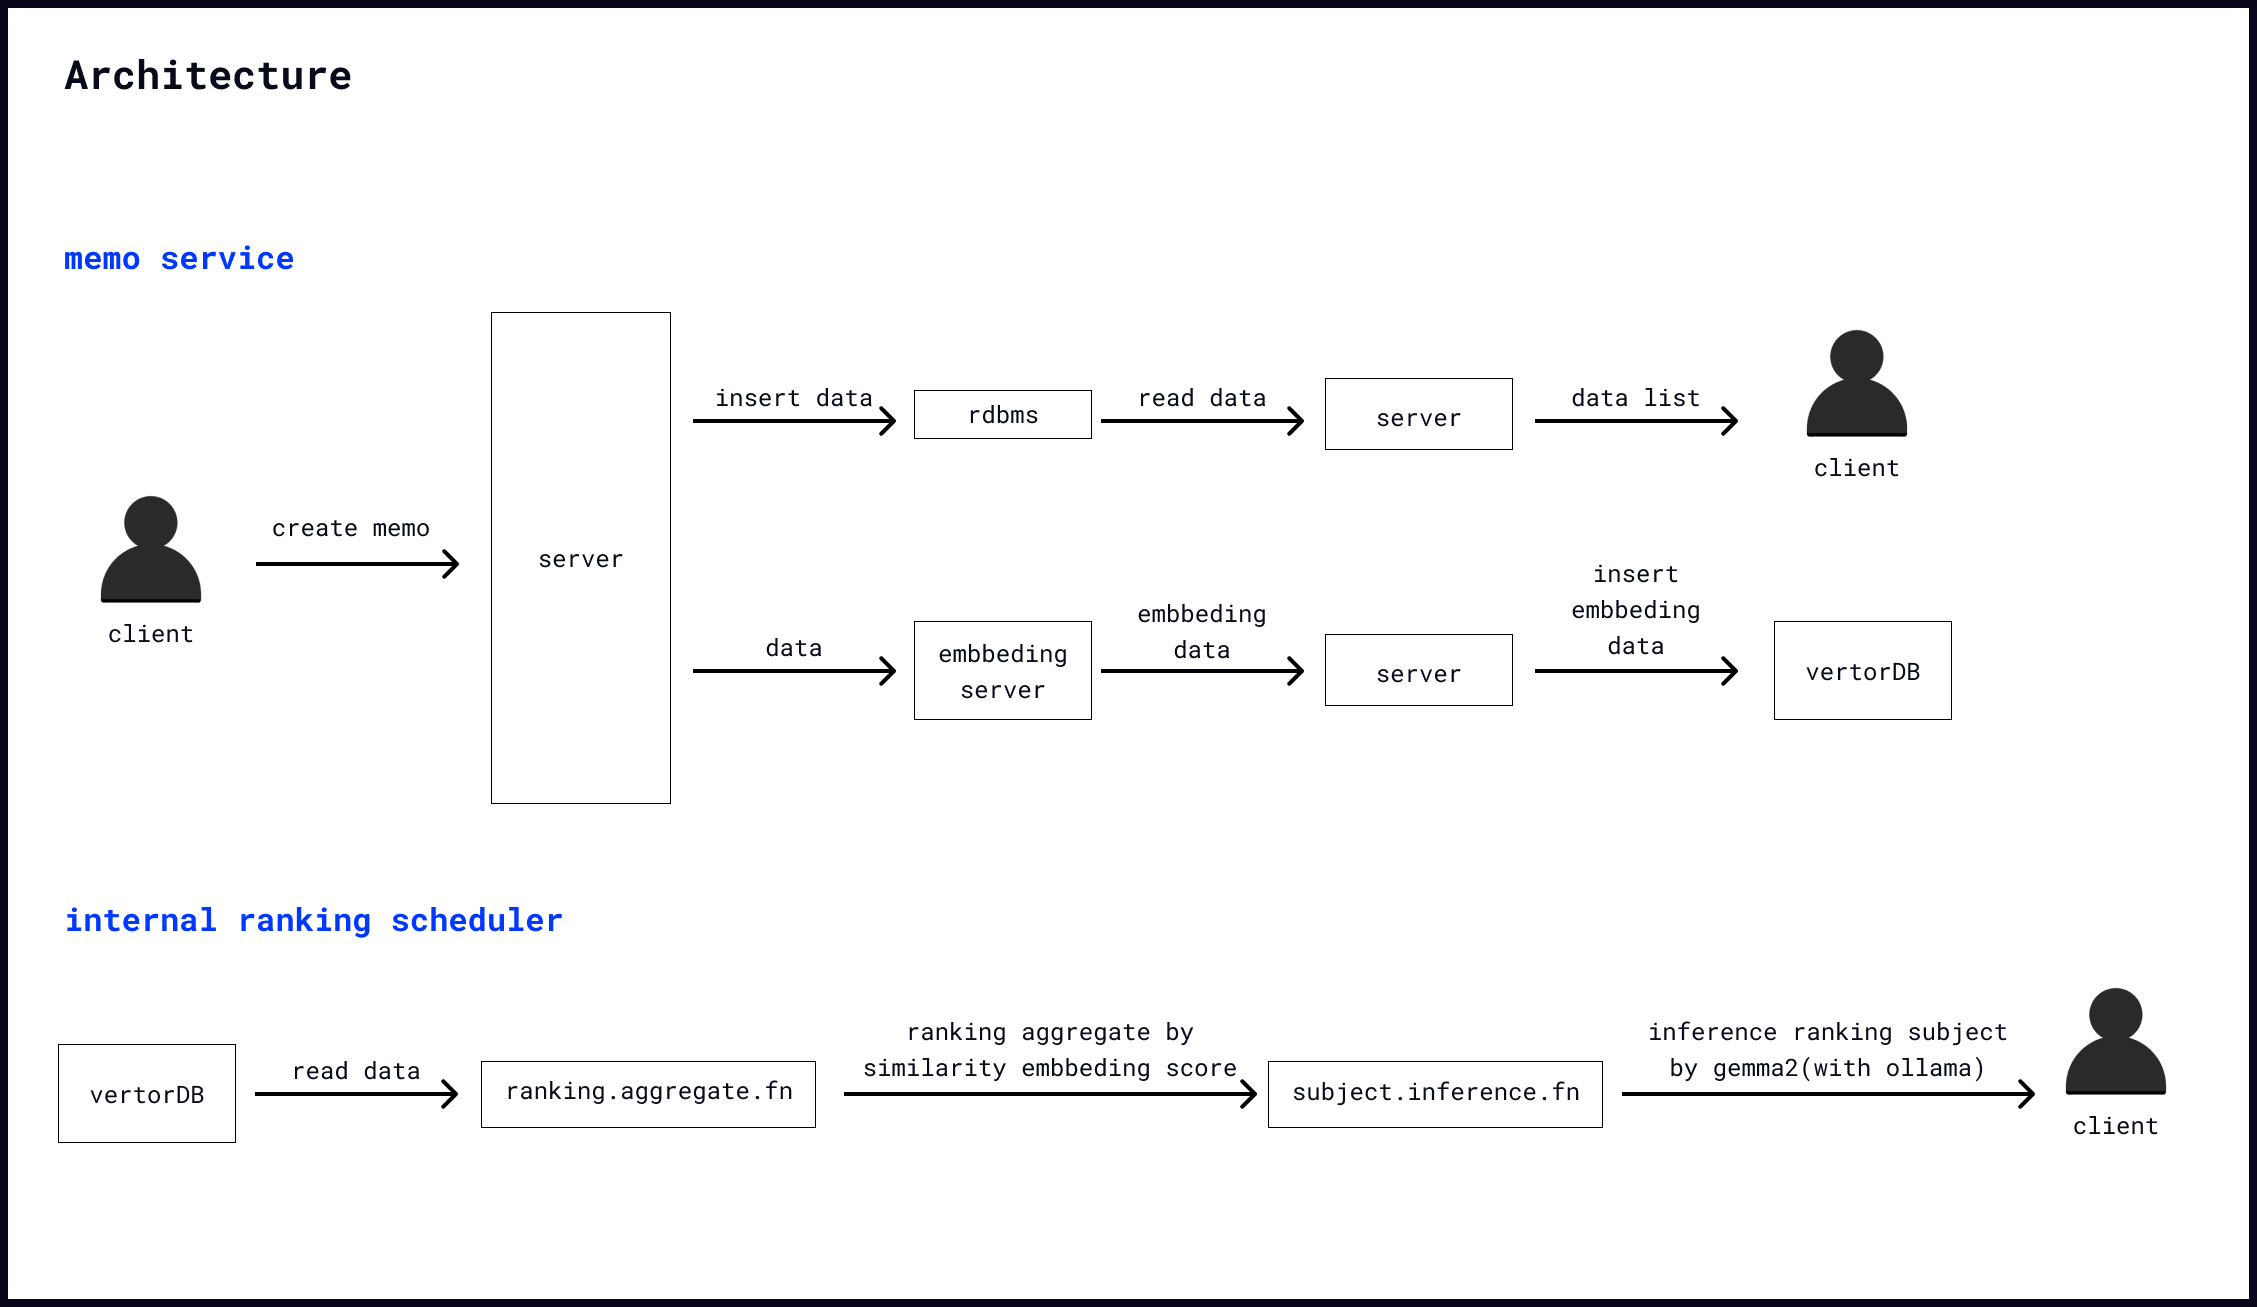 Architecture
memo service
client
create memo
server
insert data
rdbms
read data
server
data list
client
data
embbeding
server
embbeding
data
server
insert
embbeding
data
vertorDB
internal ranking scheduler
vertorDB
read data
ranking.aggregate.fn
ranking aggregate by
similarity embbeding score
subject.inference.fn
inference ranking subject
by gemma2(with ollama)
client